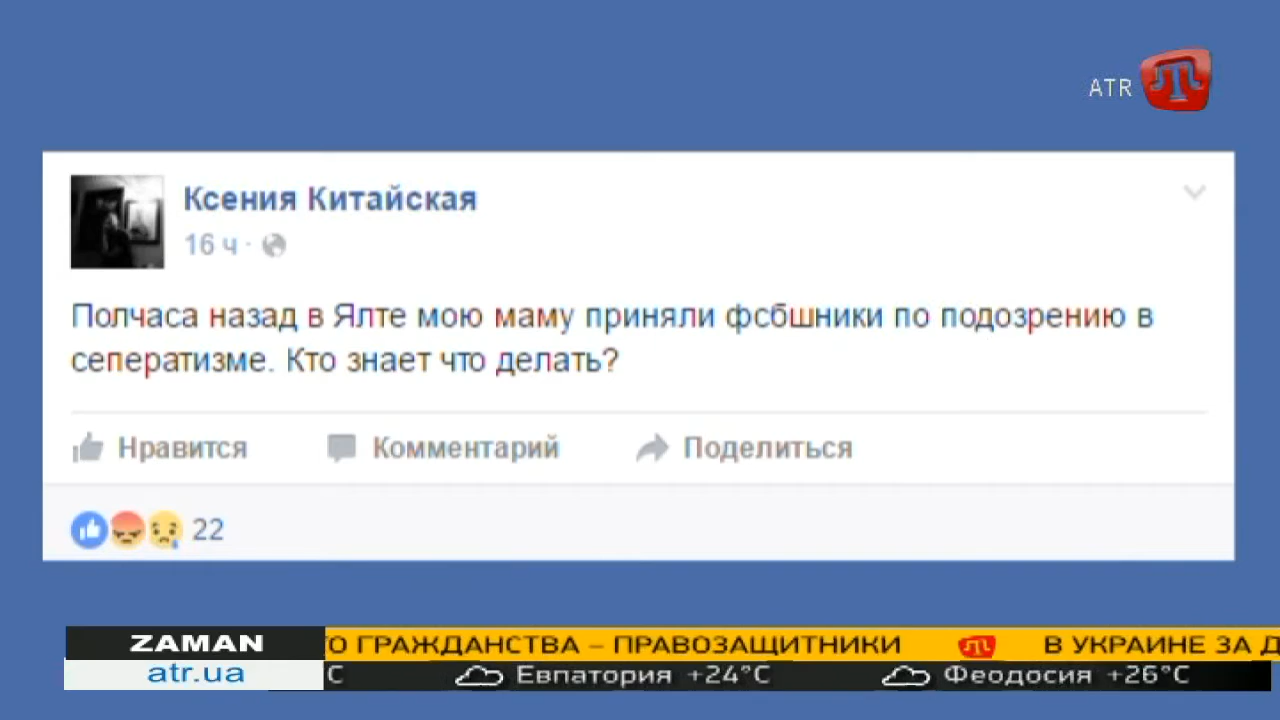 ATR
Ксения Китайская
16 ч ·
Полчаса назад в Ялте мою маму приняли фсбшники по подозрению в
сеператизме. Кто знает что делать?
Нравится Комментарий Поделиться
22
ZAMAN
ГРАЖДАНСТВА – ПРАВОЗАЩИТНИКИ В УКРАИНЕ ЗА
atr.ua
C Евпатория +24°C Феодосия +26°C